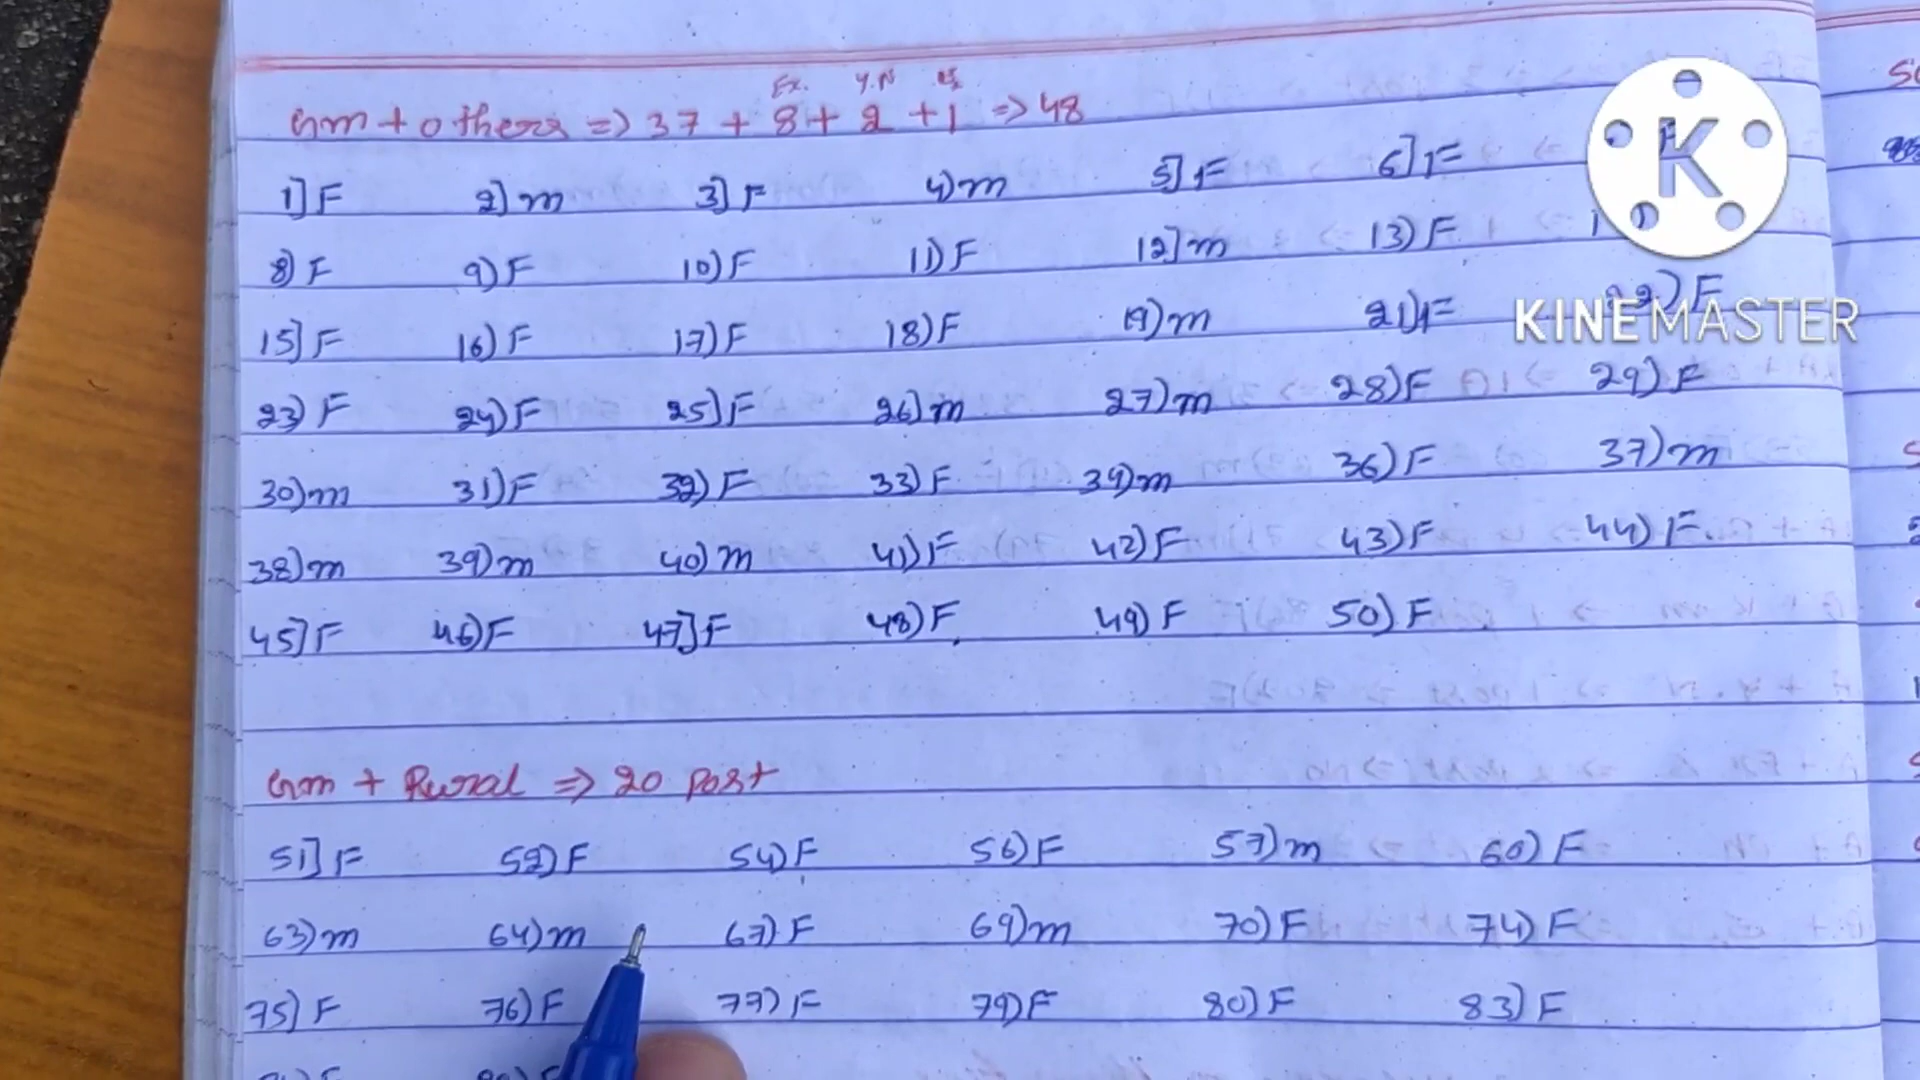 Ex. Y.N
Gm + others => 37 + 8 + 2 + 1 => 48
1] F 2] m 3] F 4) m 5] F 6] F
8) F 9) F 10) F 11) F 12] m 13) F
15] F 16) F 17) F 18) F 19) m 21) F 22) F
23) F 24) F 25] F 26) m 27) m 28) F 29) F
30) m 31) F 32) F 33) F 34) m 36) F 37) m
38) m 39) m 40) m 41) F 42) F 43) F 44) F.
45] F 46) F 47] F 48) F 49) F 50) F
Gm + Rural => 20 post
51] F 52) F 54) F 56) F 57) m 60) F
63) m 64) m 67) F 69) m 70) F 74) F
75) F 76) F 77) F 79) F 80) F 83) F
K
KINEMASTER